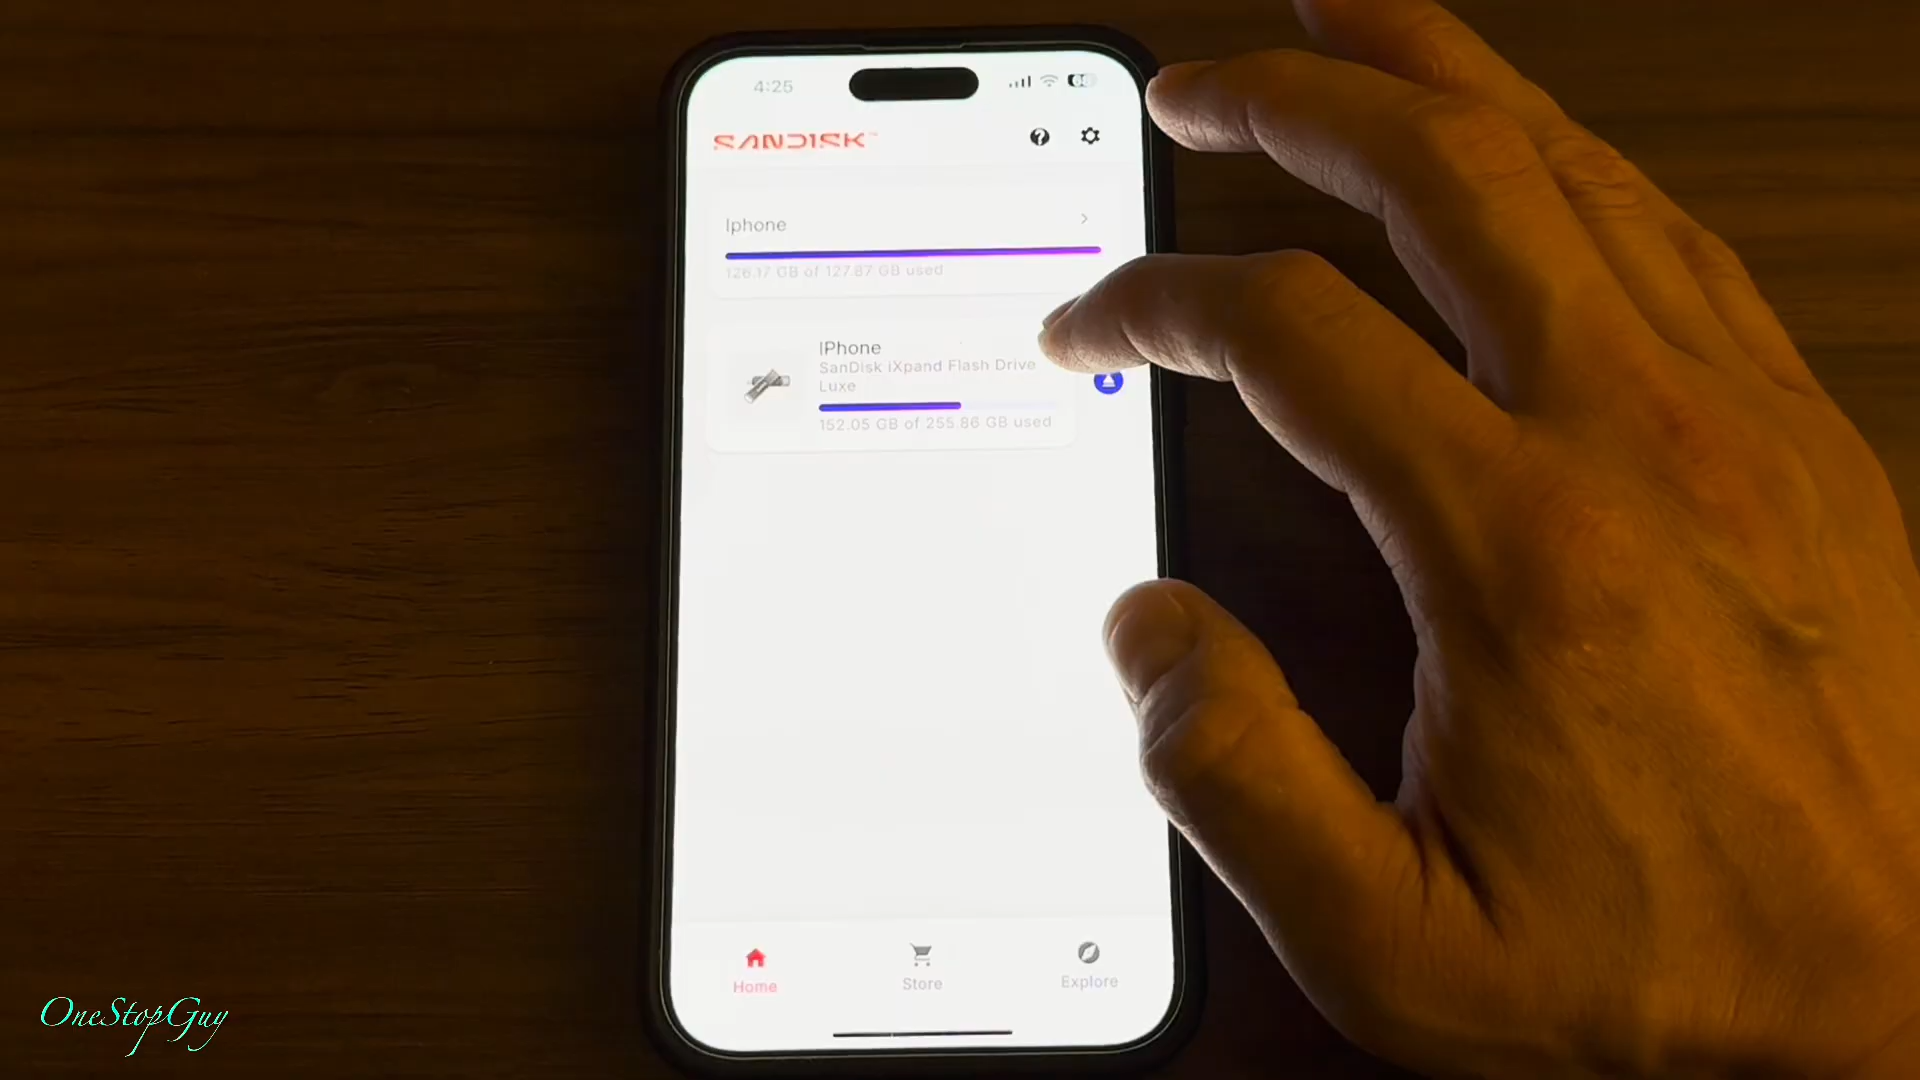 4:25
SANDISK™
Iphone
126.17 GB of 127.87 GB used
IPhone
SanDisk iXpand Flash Drive
Luxe
152.05 GB of 255.86 GB used
Home
Store
Explore
OneStopGuy